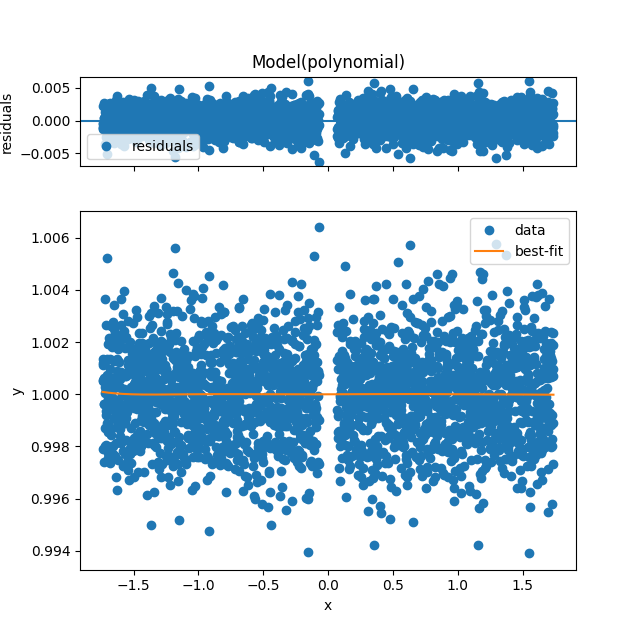 Model(polynomial)
residuals
0.005
0.000
−0.005
residuals
1.006
1.004
1.002
1.000
0.998
0.996
0.994
y
data
best-fit
−1.5
−1.0
−0.5
0.0
0.5
1.0
1.5
x